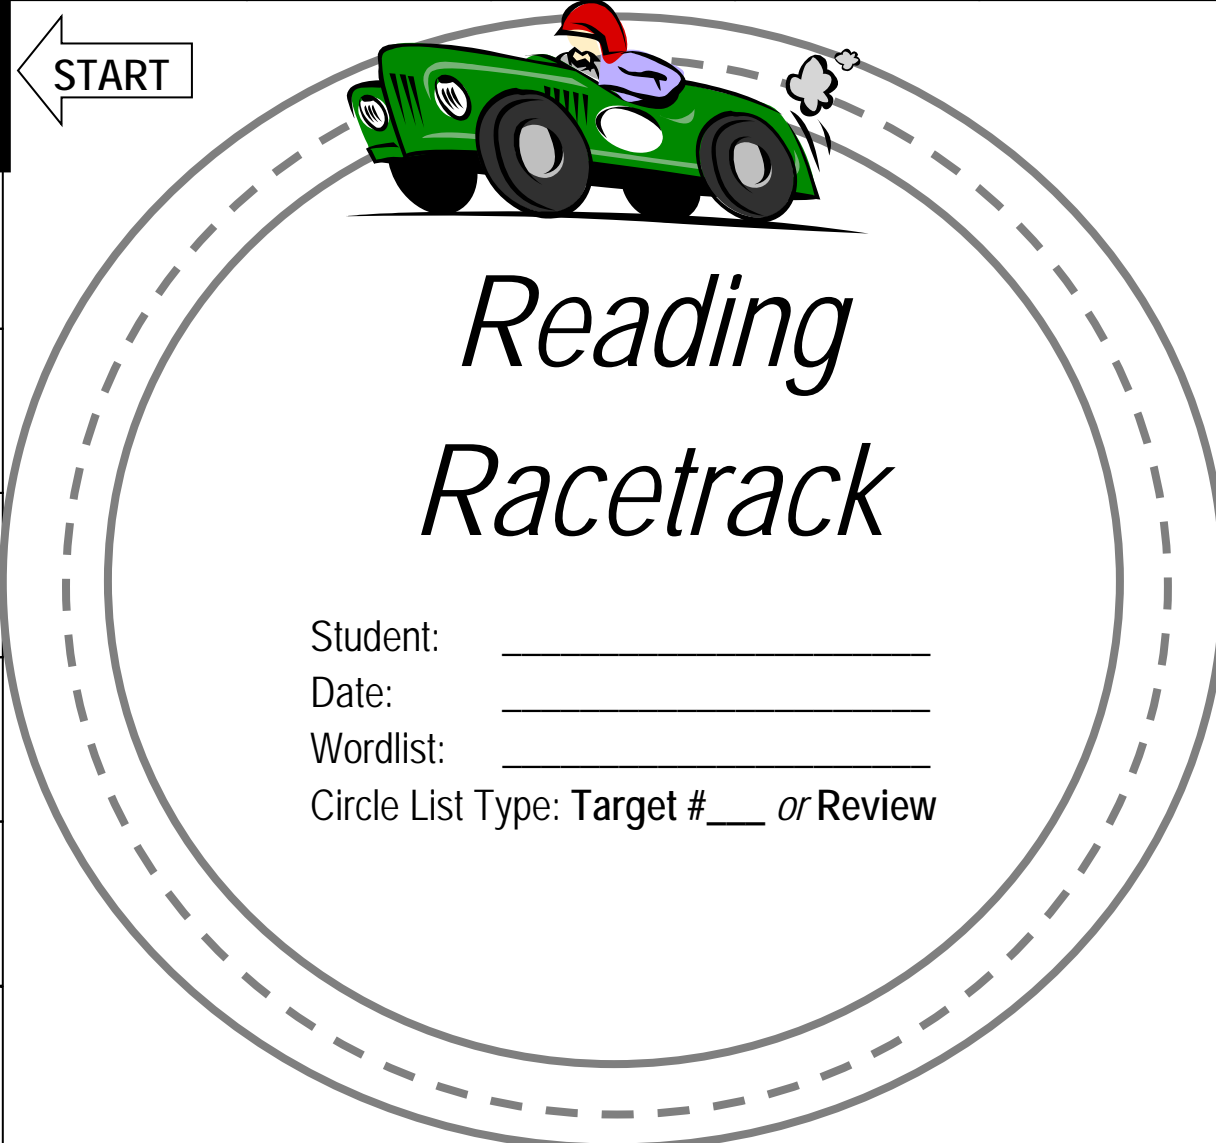 START
Reading
Racetrack
Student: ______________________
Date: ______________________
Wordlist: ______________________
Circle List Type: Target #___ or Review